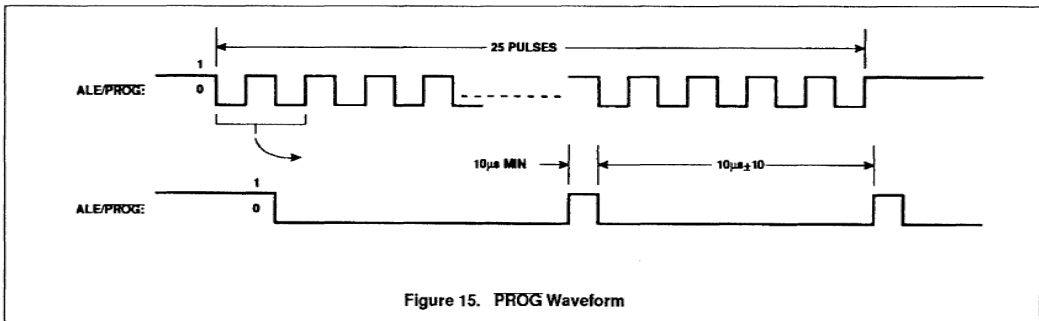 25 PULSES
1
ALE/PROG:
0
10µs MIN
10µs±10
1
ALE/PROG:
0
Figure 15. PROG Waveform